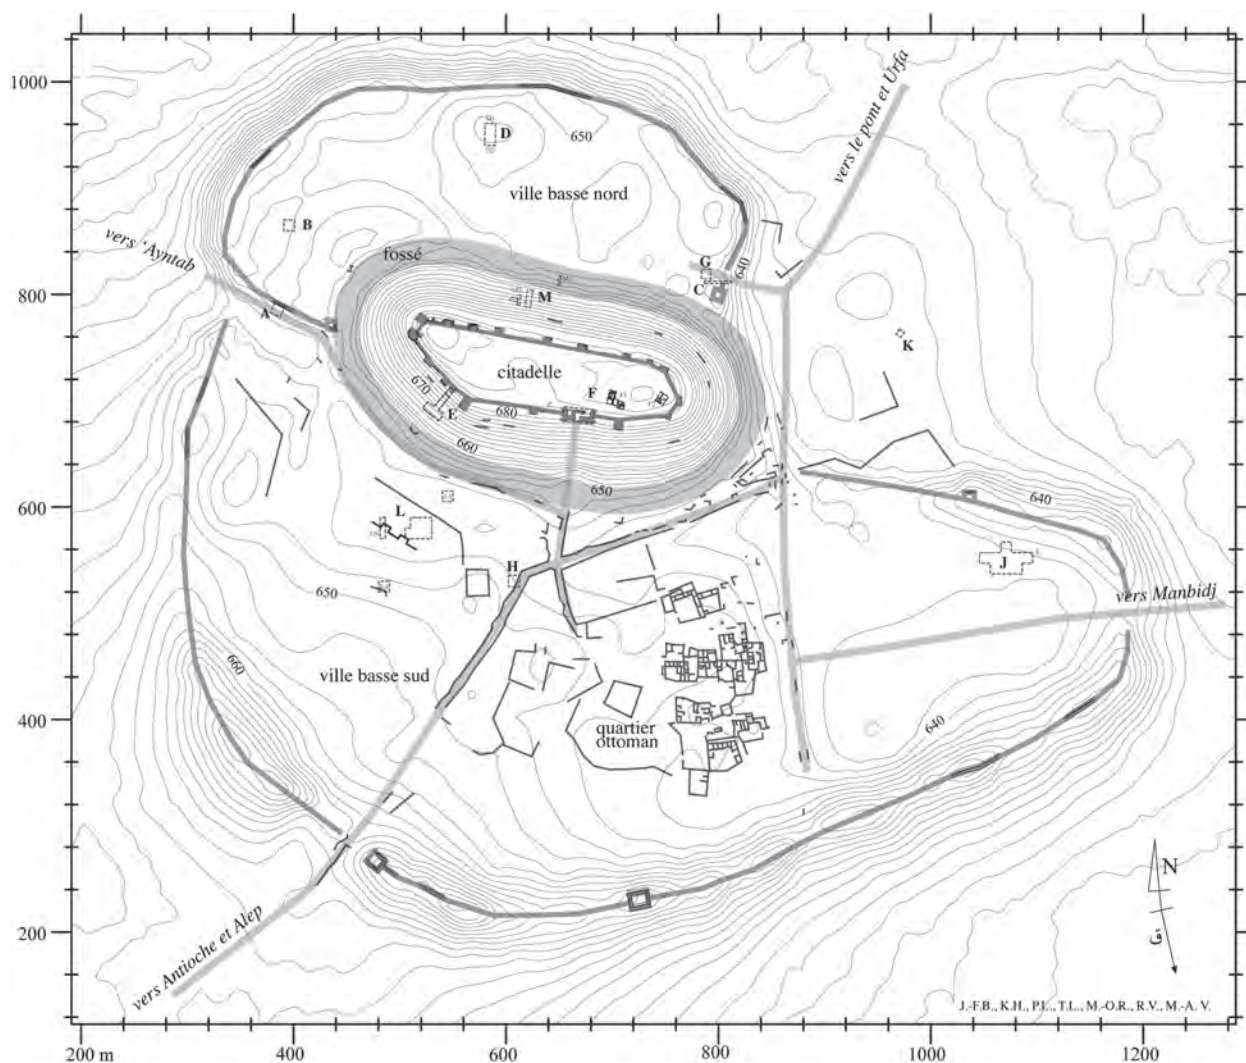 1000
800
600
400
200
200 m
400
600
800
1000
1200
650
D
ville basse nord
vers le pont et Urfa
B
vers ‘Ayntab
fossé
G
640
C
A
M
K
citadelle
F
670
E
680
660
650
640
L
H
J
650
vers Manbidj
660
ville basse sud
quartier
ottoman
640
vers Antioche et Alep
N
ق
J.-F.B., K.H., P.L., T.L., M.-O.R., R.V., M.-A. V.